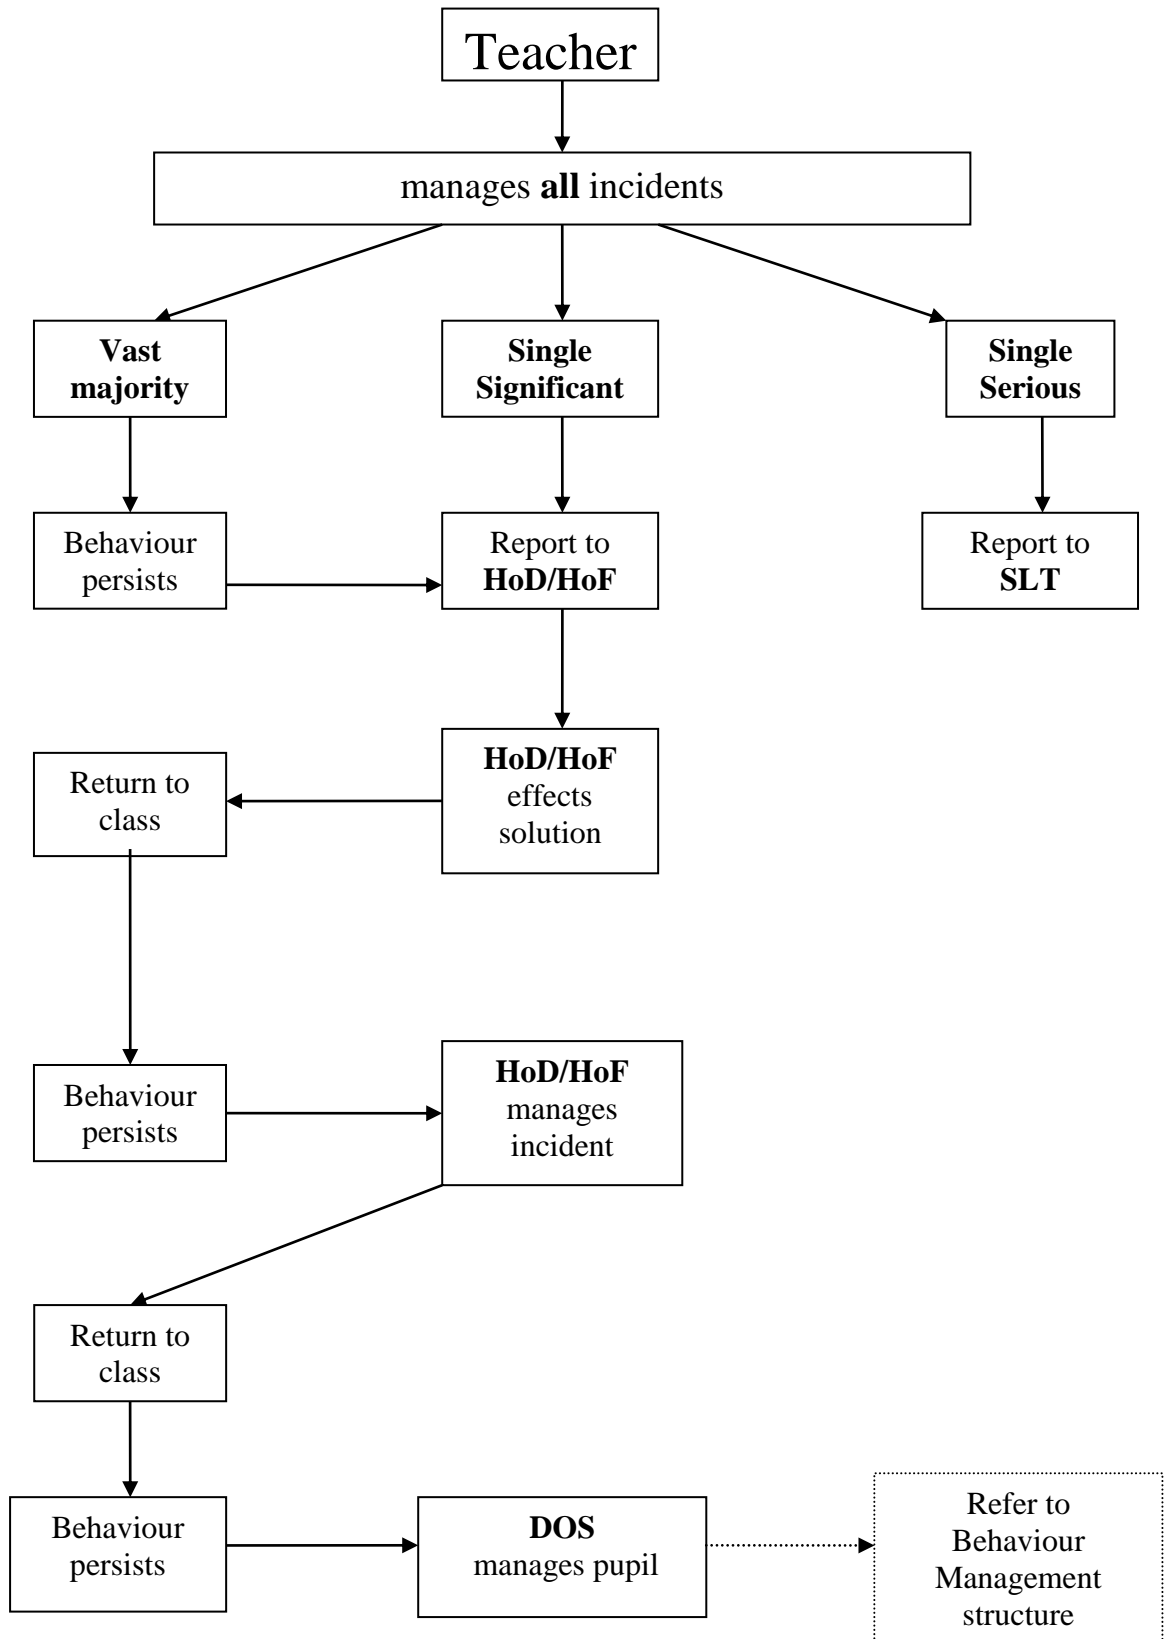 Teacher
manages all incidents
Vast
majority
Single
Significant
Single
Serious
Behaviour
persists
Report to
HoD/HoF
Report to
SLT
HoD/HoF
effects
solution
Return to
class
Behaviour
persists
HoD/HoF
manages
incident
Return to
class
Behaviour
persists
DOS
manages pupil
Refer to
Behaviour
Management
structure